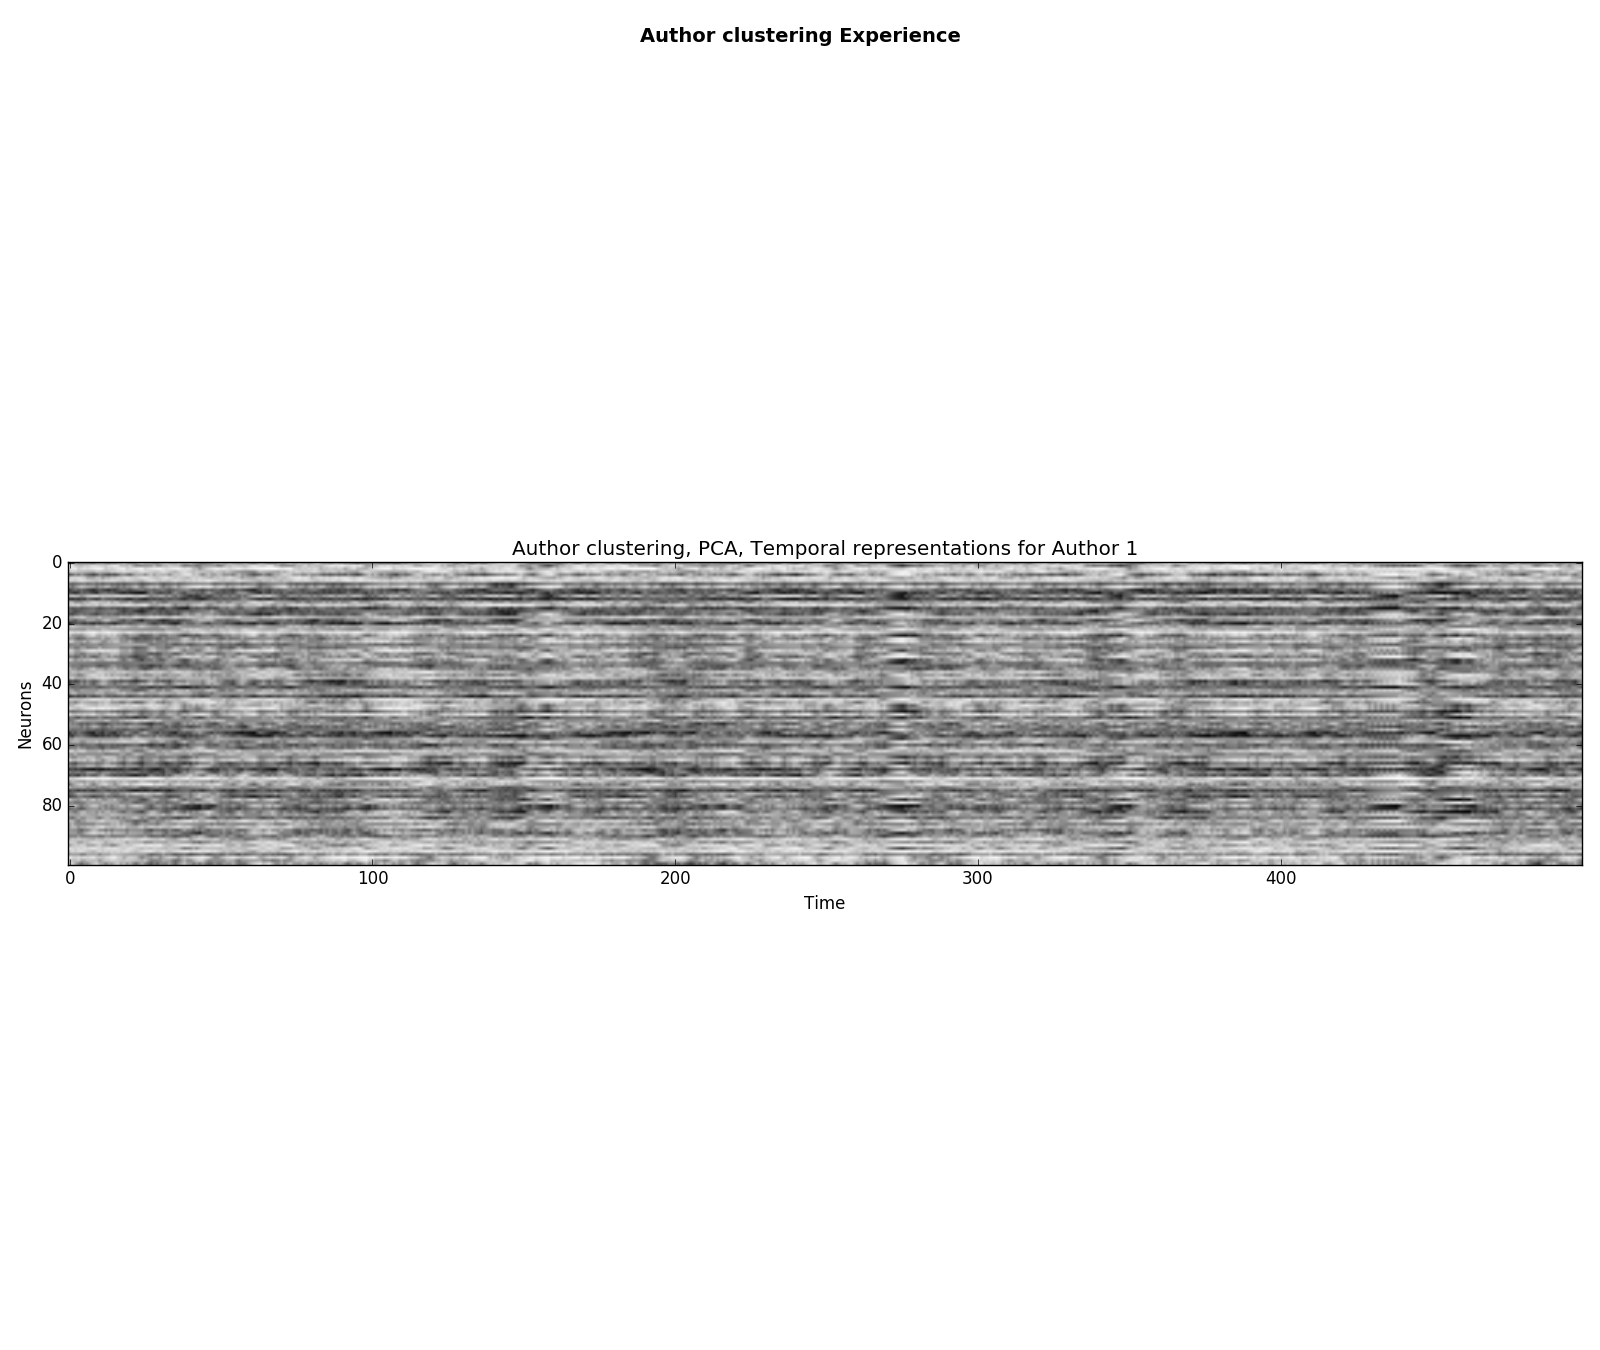 Author clustering Experience
Author clustering, PCA, Temporal representations for Author 1
0
20
40
60
80
Neurons
0 100 200 300 400
Time